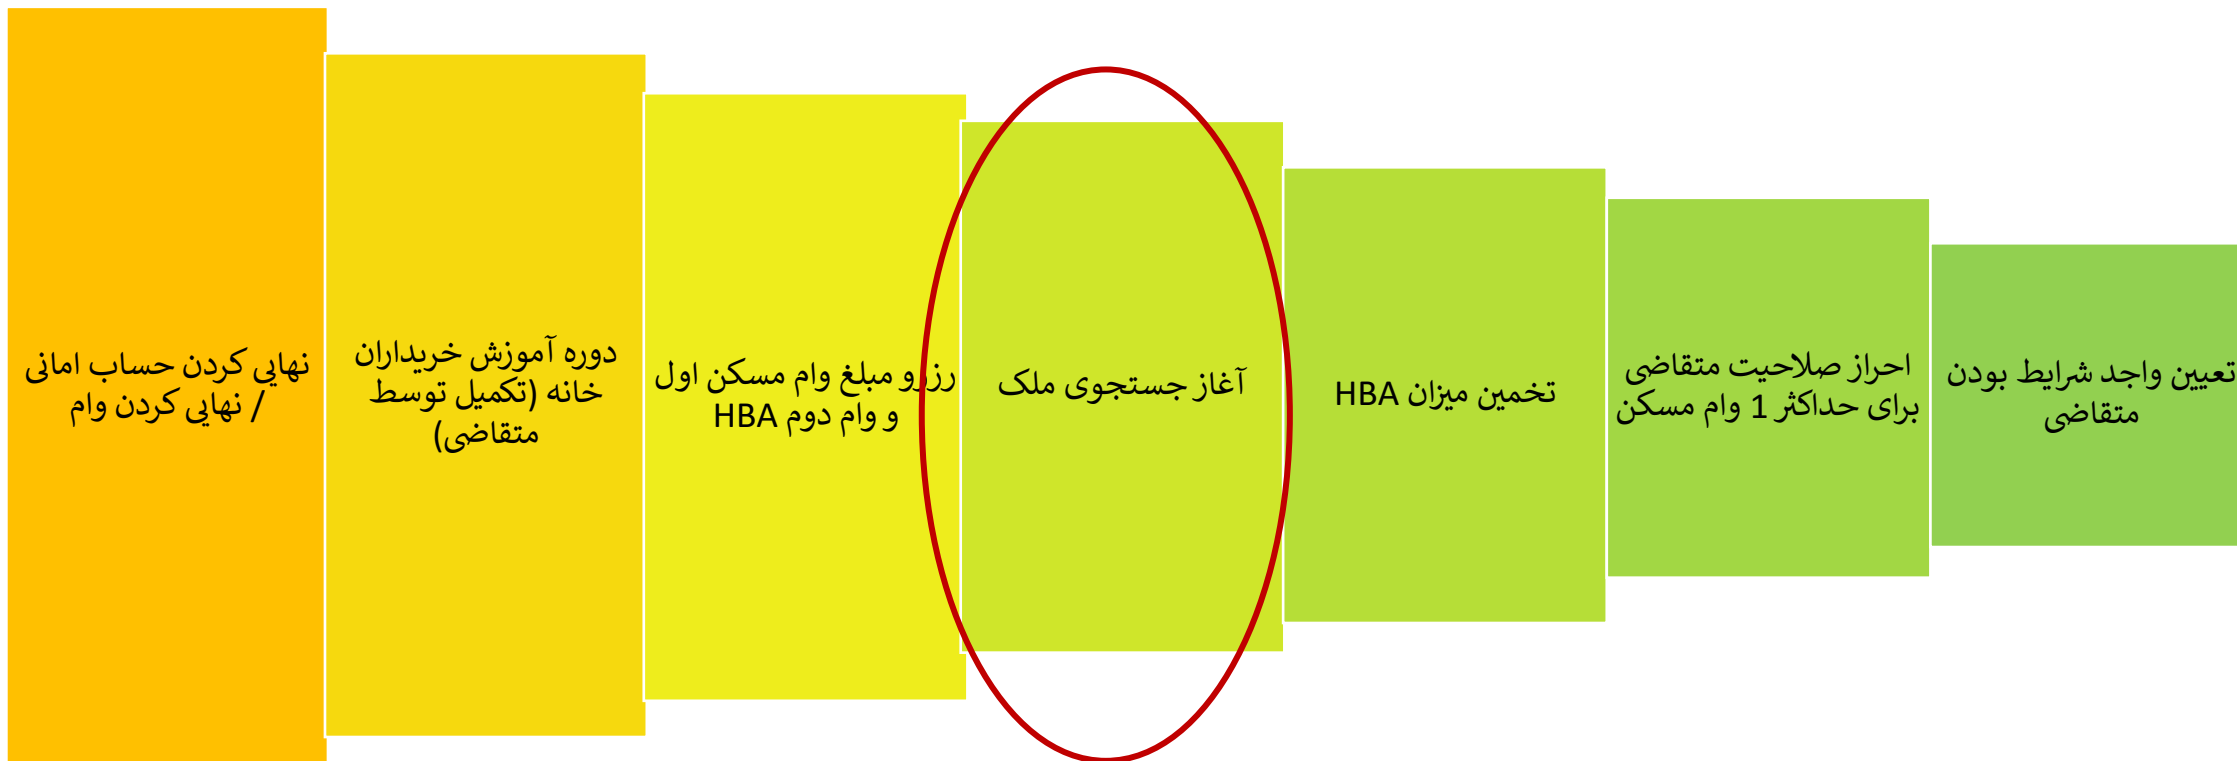 تعیین واجد شرایط بودن
متقاضی
احراز صلاحیت متقاضی
برای حداکثر 1 وام مسکن
تخمین میزان HBA
آغاز جستجوی ملک
رزرو مبلغ وام مسکن اول
و وام دوم HBA
دوره آموزش خریداران
خانه (تکمیل توسط
متقاضی)
نهایی کردن حساب امانی
/ نهایی کردن وام